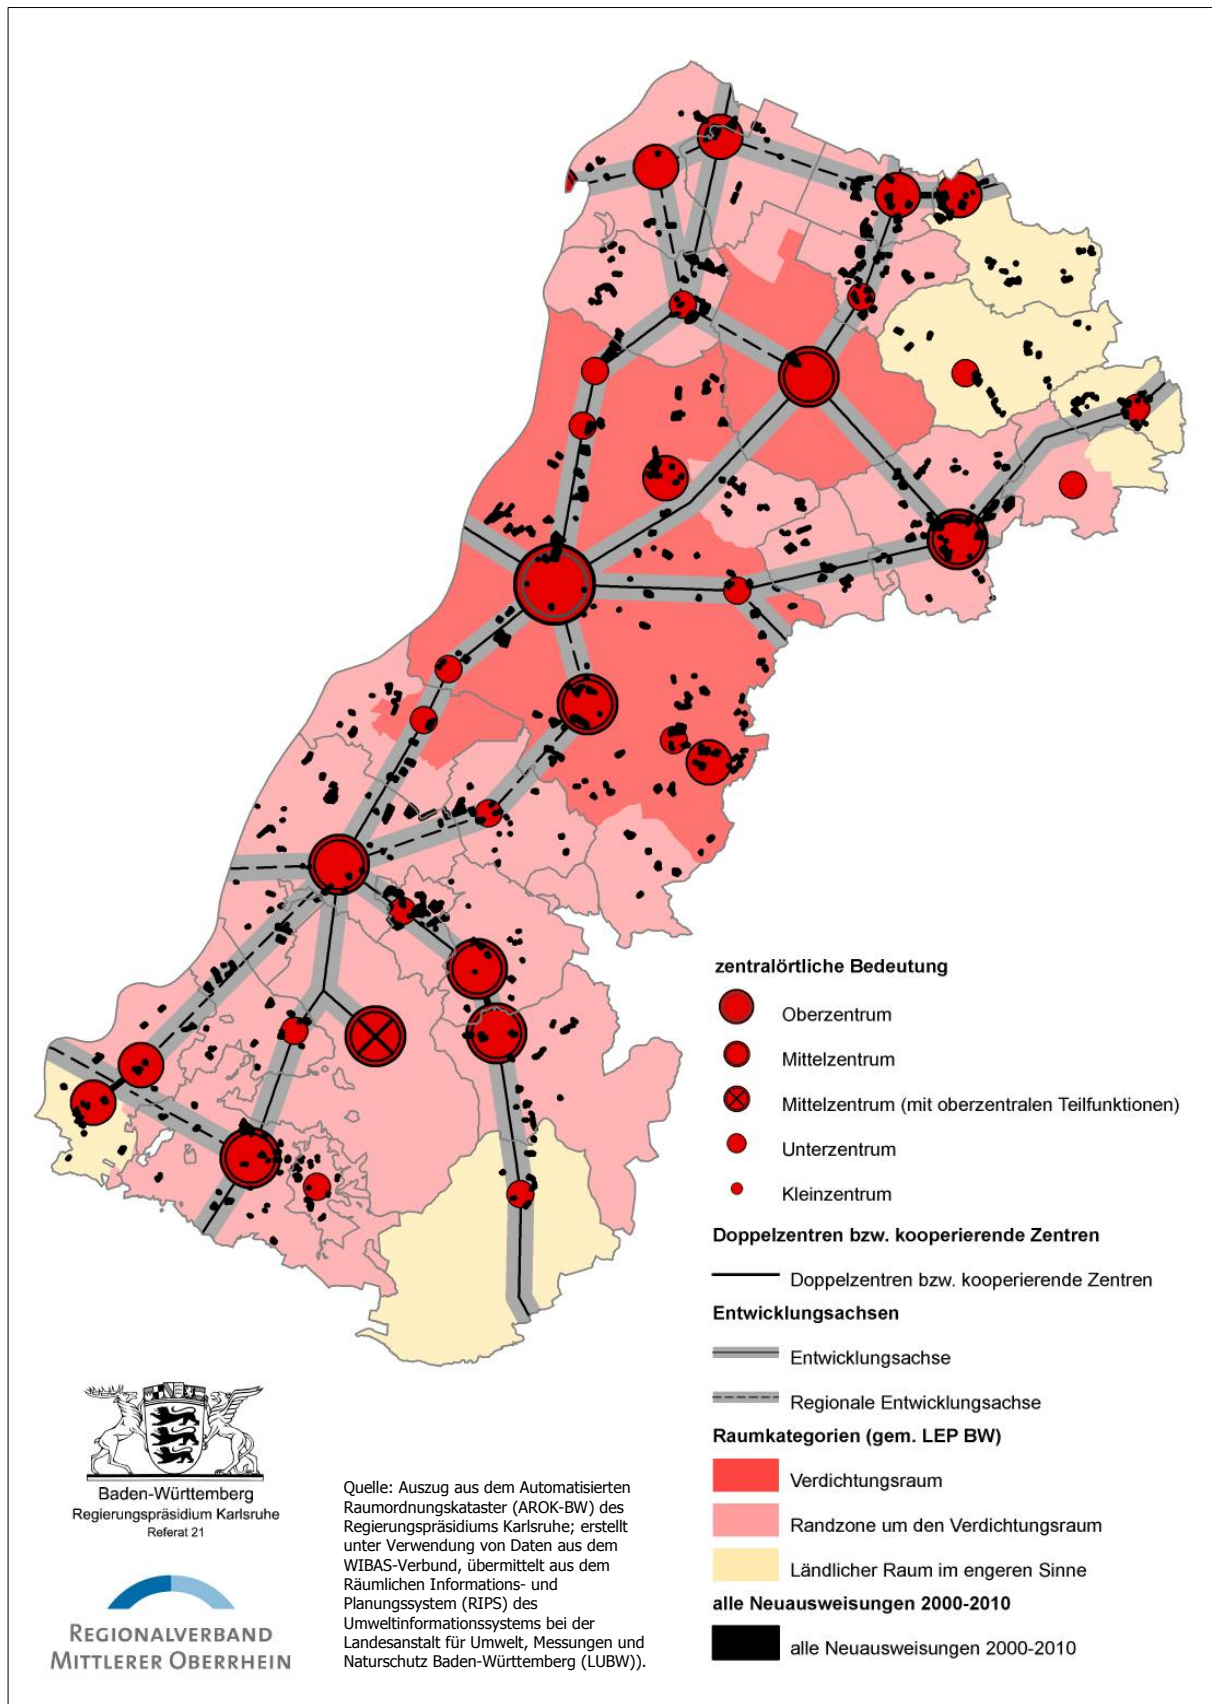 zentralörtliche Bedeutung
Oberzentrum
Mittelzentrum
Mittelzentrum (mit oberzentralen Teilfunktionen)
Unterzentrum
Kleinzentrum
Doppelzentren bzw. kooperierende Zentren
Doppelzentren bzw. kooperierende Zentren
Entwicklungsachsen
Entwicklungsachse
Regionale Entwicklungsachse
Raumkategorien (gem. LEP BW)
Verdichtungsraum
Randzone um den Verdichtungsraum
Ländlicher Raum im engeren Sinne
alle Neuausweisungen 2000-2010
alle Neuausweisungen 2000-2010
Baden-Württemberg
Regierungspräsidium Karlsruhe
Referat 21
REGIONALVERBAND
MITTLERER OBERRHEIN
Quelle: Auszug aus dem Automatisierten
Raumordnungskataster (AROK-BW) des
Regierungspräsidiums Karlsruhe; erstellt
unter Verwendung von Daten aus dem
WIBAS-Verbund, übermittelt aus dem
Räumlichen Informations- und
Planungssystem (RIPS) des
Umweltinformationssystems bei der
Landesanstalt für Umwelt, Messungen und
Naturschutz Baden-Württemberg (LUBW)).